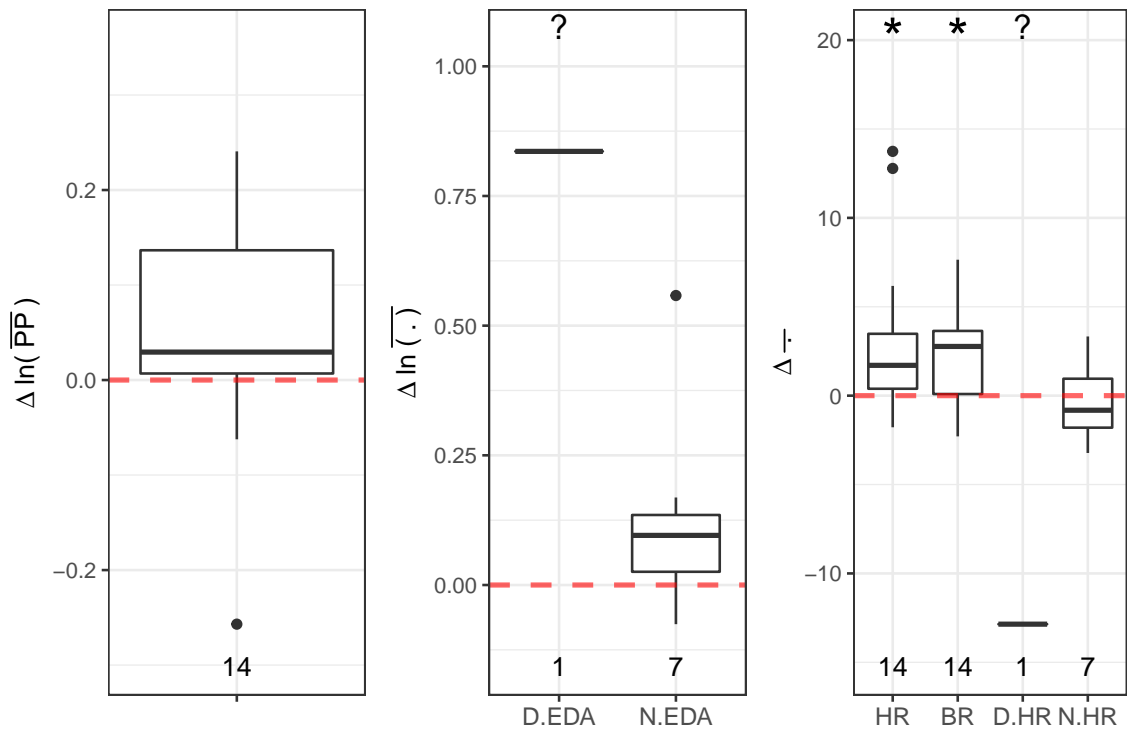 Δ ln( P̅P̅ )
0.2
0.0
−0.2
14
Δ ln ( . )
1.00
0.75
0.50
0.25
0.00
?
1 7
D.EDA N.EDA
Δ .
20
10
0
−10
* * ?
14 14 1 7
HR BR D.HR N.HR